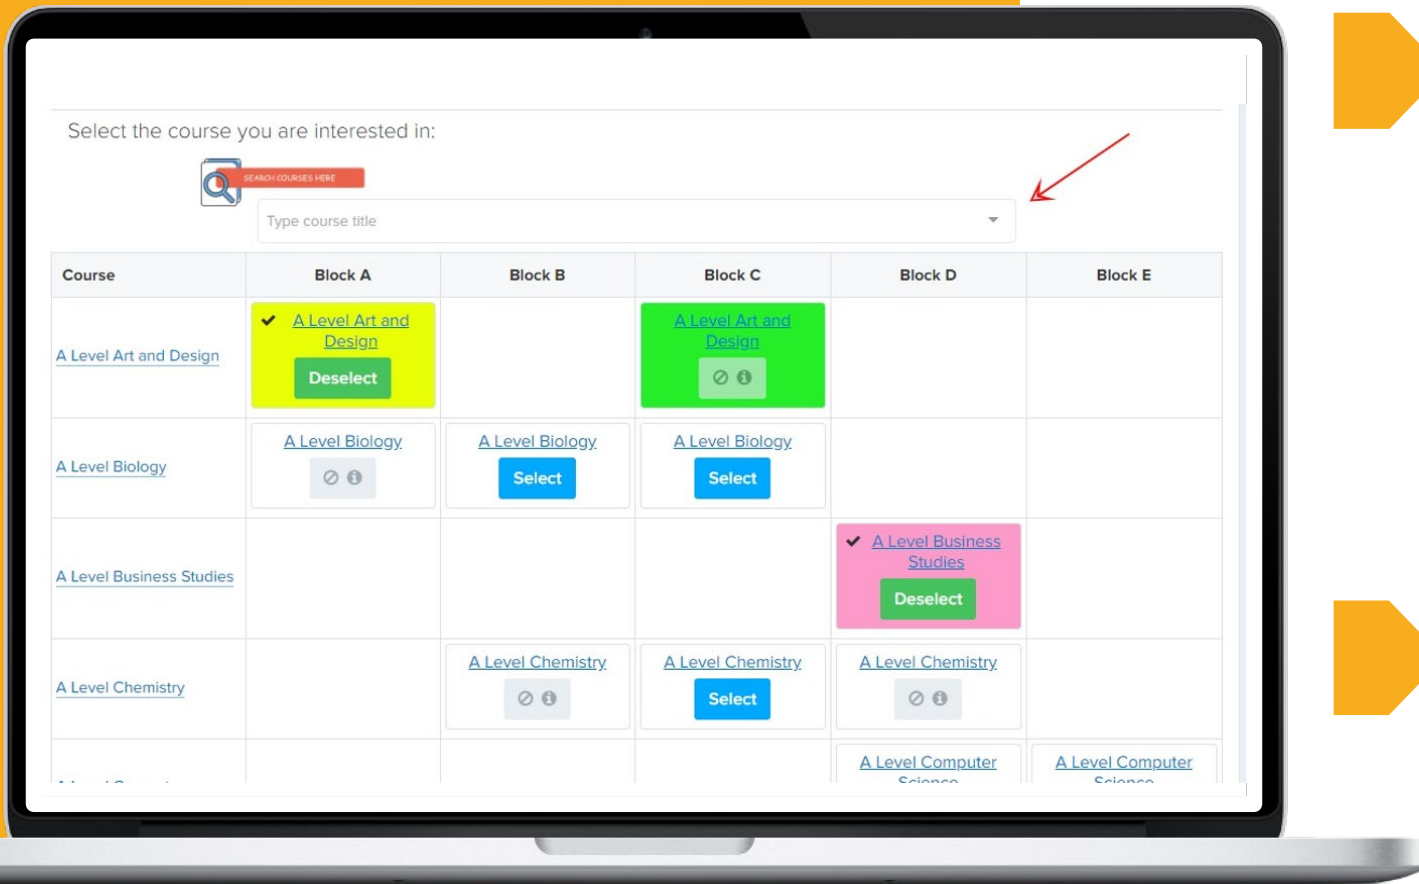 Select the course you are interested in:
SEARCH COURSES HERE
Type course title
Course Block A Block B Block C Block D Block E
A Level Art and Design
A Level Art and
Design
Deselect
A Level Art and
Design
A Level Biology
A Level Biology
A Level Biology
Select
A Level Biology
Select
A Level Business Studies
A Level Business
Studies
Deselect
A Level Chemistry
A Level Chemistry
A Level Chemistry
Select
A Level Chemistry
A Level Computer
Science
A Level Computer
Science